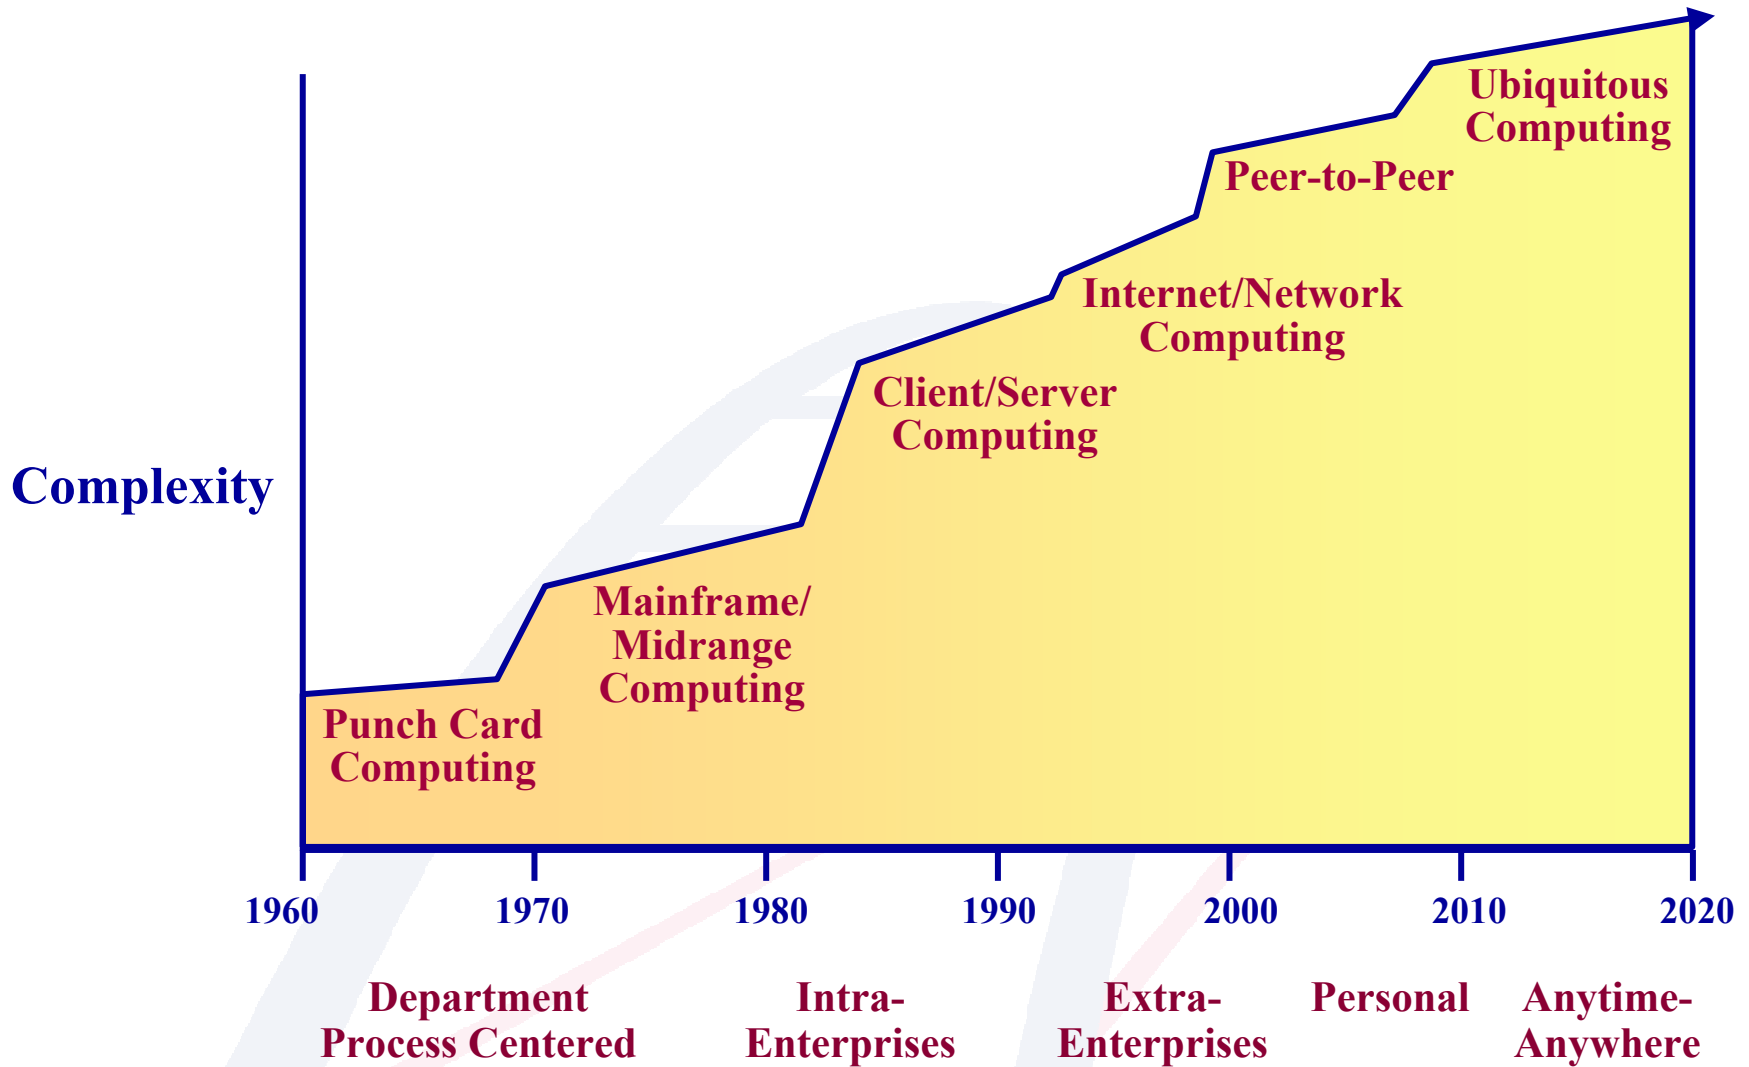 Ubiquitous
Computing
Peer-to-Peer
Internet/Network
Computing
Client/Server
Computing
Complexity
Mainframe/
Midrange
Computing
Punch Card
Computing
1960 1970 1980 1990 2000 2010 2020
Department Intra- Extra- Personal Anytime-
Process Centered Enterprises Enterprises Anywhere